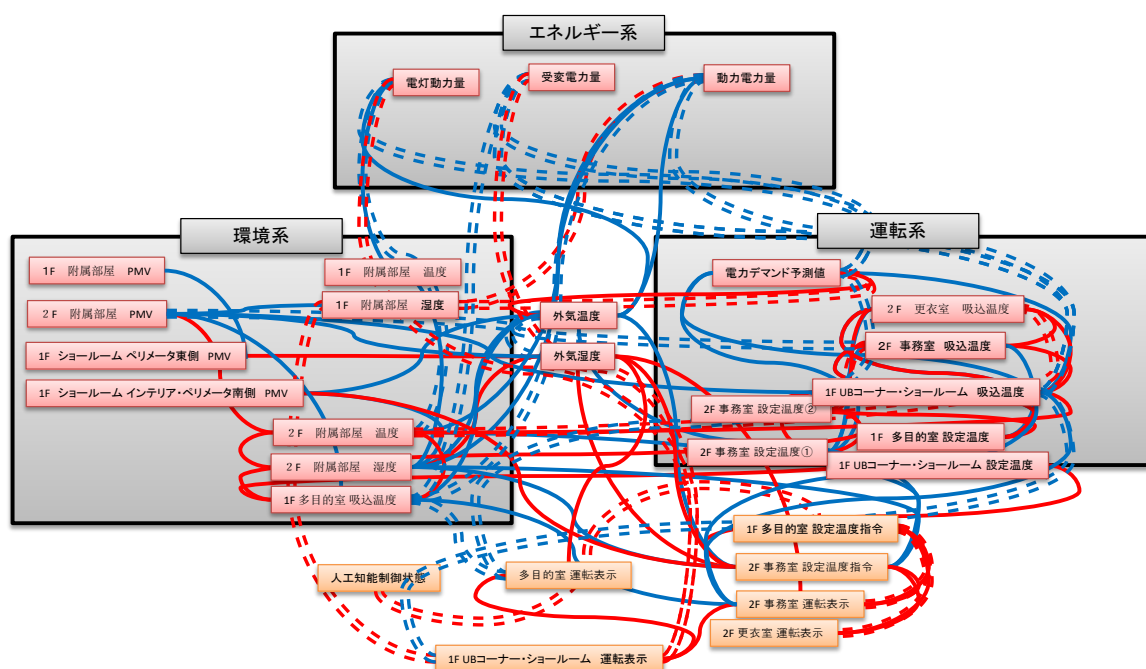 エネルギー系
電灯動力量
受変電力量
動力電力量
環境系
運転系
1F 附属部屋 PMV
1F 附属部屋 温度
電力デマンド予測値
2F 附属部屋 PMV
1F 附属部屋 湿度
外気温度
2F 更衣室 吸込温度
1F ショールーム ペリメータ東側 PMV
外気湿度
2F 事務室 吸込温度
1F ショールーム インテリア・ペリメータ南側 PMV
1F UBコーナー・ショールーム 吸込温度
2F 事務室 設定温度②
2F 附属部屋 温度
1F 多目的室 設定温度
2F 事務室 設定温度①
2F 附属部屋 湿度
1F UBコーナー・ショールーム 設定温度
1F 多目的室 吸込温度
1F 多目的室 設定温度指令
人工知能制御状態
多目的室 運転表示
2F 事務室 設定温度指令
2F 事務室 運転表示
2F 更衣室 運転表示
1F UBコーナー・ショールーム 運転表示